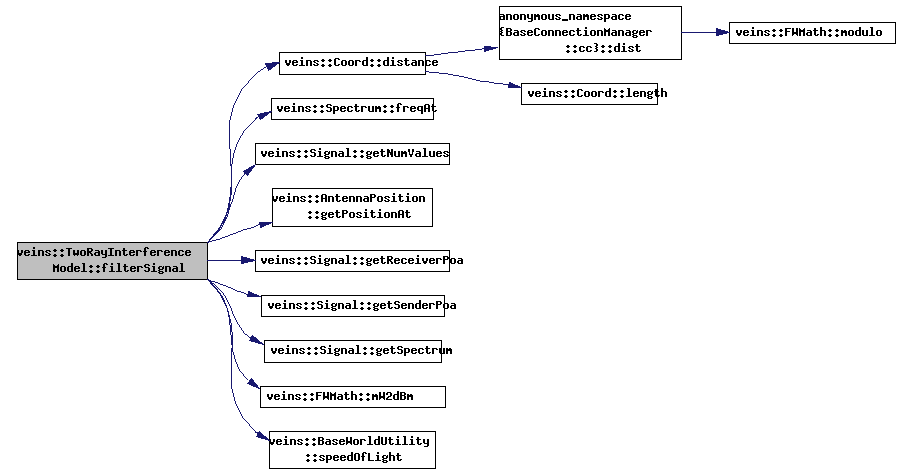 veins::TwoRayInterference
Model::filterSignal
veins::Coord::distance
anonymous_namespace
{BaseConnectionManager
::cc}::dist
veins::FWMath::modulo
veins::Coord::length
veins::Spectrum::freqAt
veins::Signal::getNumValues
veins::AntennaPosition
::getPositionAt
veins::Signal::getReceiverPoa
veins::Signal::getSenderPoa
veins::Signal::getSpectrum
veins::FWMath::mW2dBm
veins::BaseWorldUtility
::speedOfLight